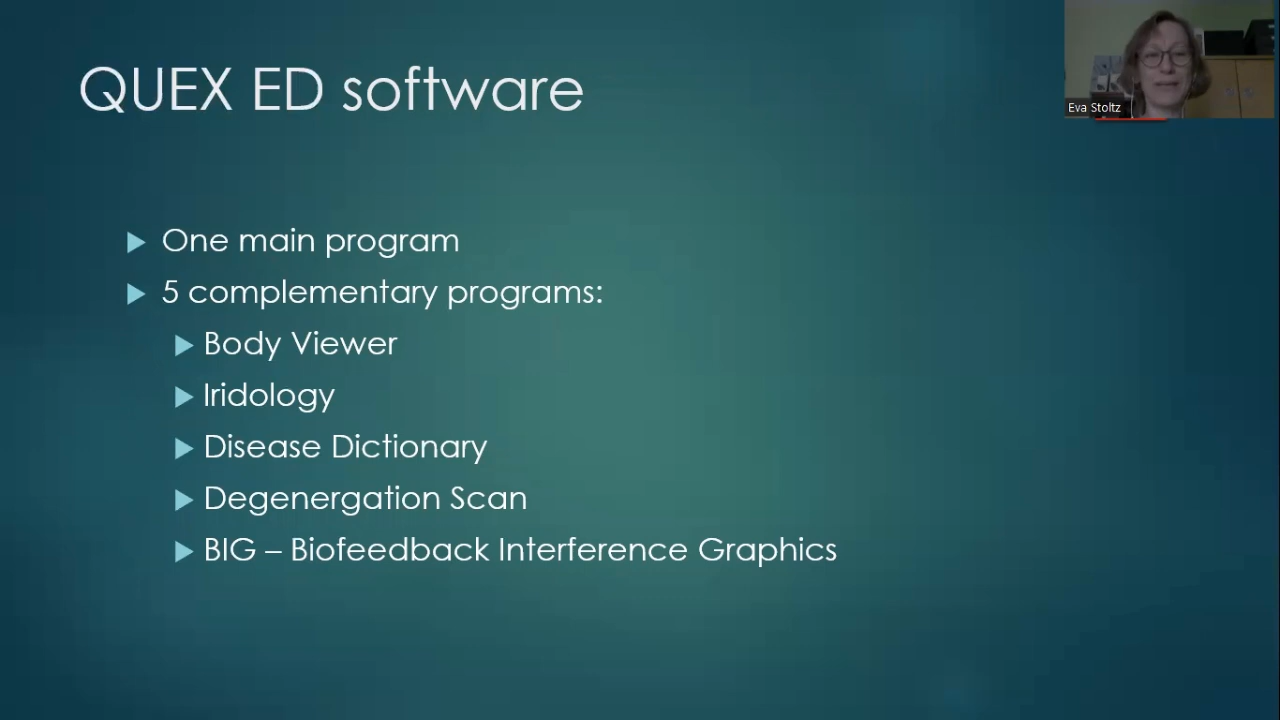 QUEX ED software
Eva Stoltz
One main program
5 complementary programs:
Body Viewer
Iridology
Disease Dictionary
Degenergation Scan
BIG – Biofeedback Interference Graphics